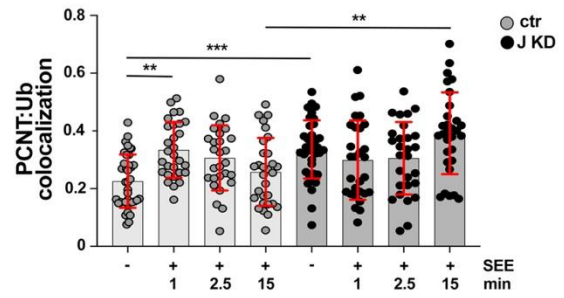 0.8
0.6
0.4
0.2
0
PCNT:Ub
colocalization
**
***
**
ctr
J KD
- + + + - + + + SEE
1 2.5 15 1 2.5 15 min